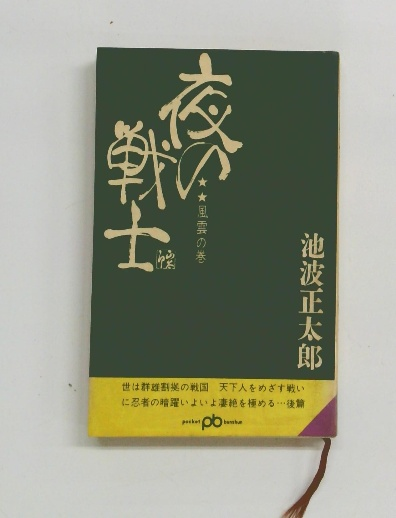 夜の
戦士
★★風雲の巻
池波正太郎
世は群雄割拠の戦国　天下人をめざす戦い
に忍者の暗躍いよいよ凄絶を極める…後篇
pocket pb bunshun